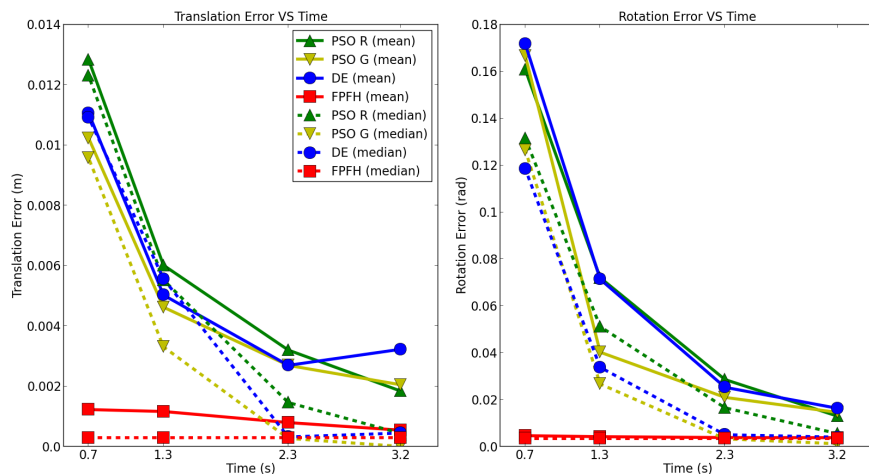 Translation Error VS Time
0.014
0.012
0.01
0.008
0.006
0.004
0.002
0.0
Translation Error (m)
PSO R (mean)
PSO G (mean)
DE (mean)
FPFH (mean)
PSO R (median)
PSO G (median)
DE (median)
FPFH (median)
0.7 1.3 2.3 3.2
Time (s)
Rotation Error VS Time
0.18
0.16
0.14
0.12
0.1
0.08
0.06
0.04
0.02
0.0
Rotation Error (rad)
0.7 1.3 2.3 3.2
Time (s)